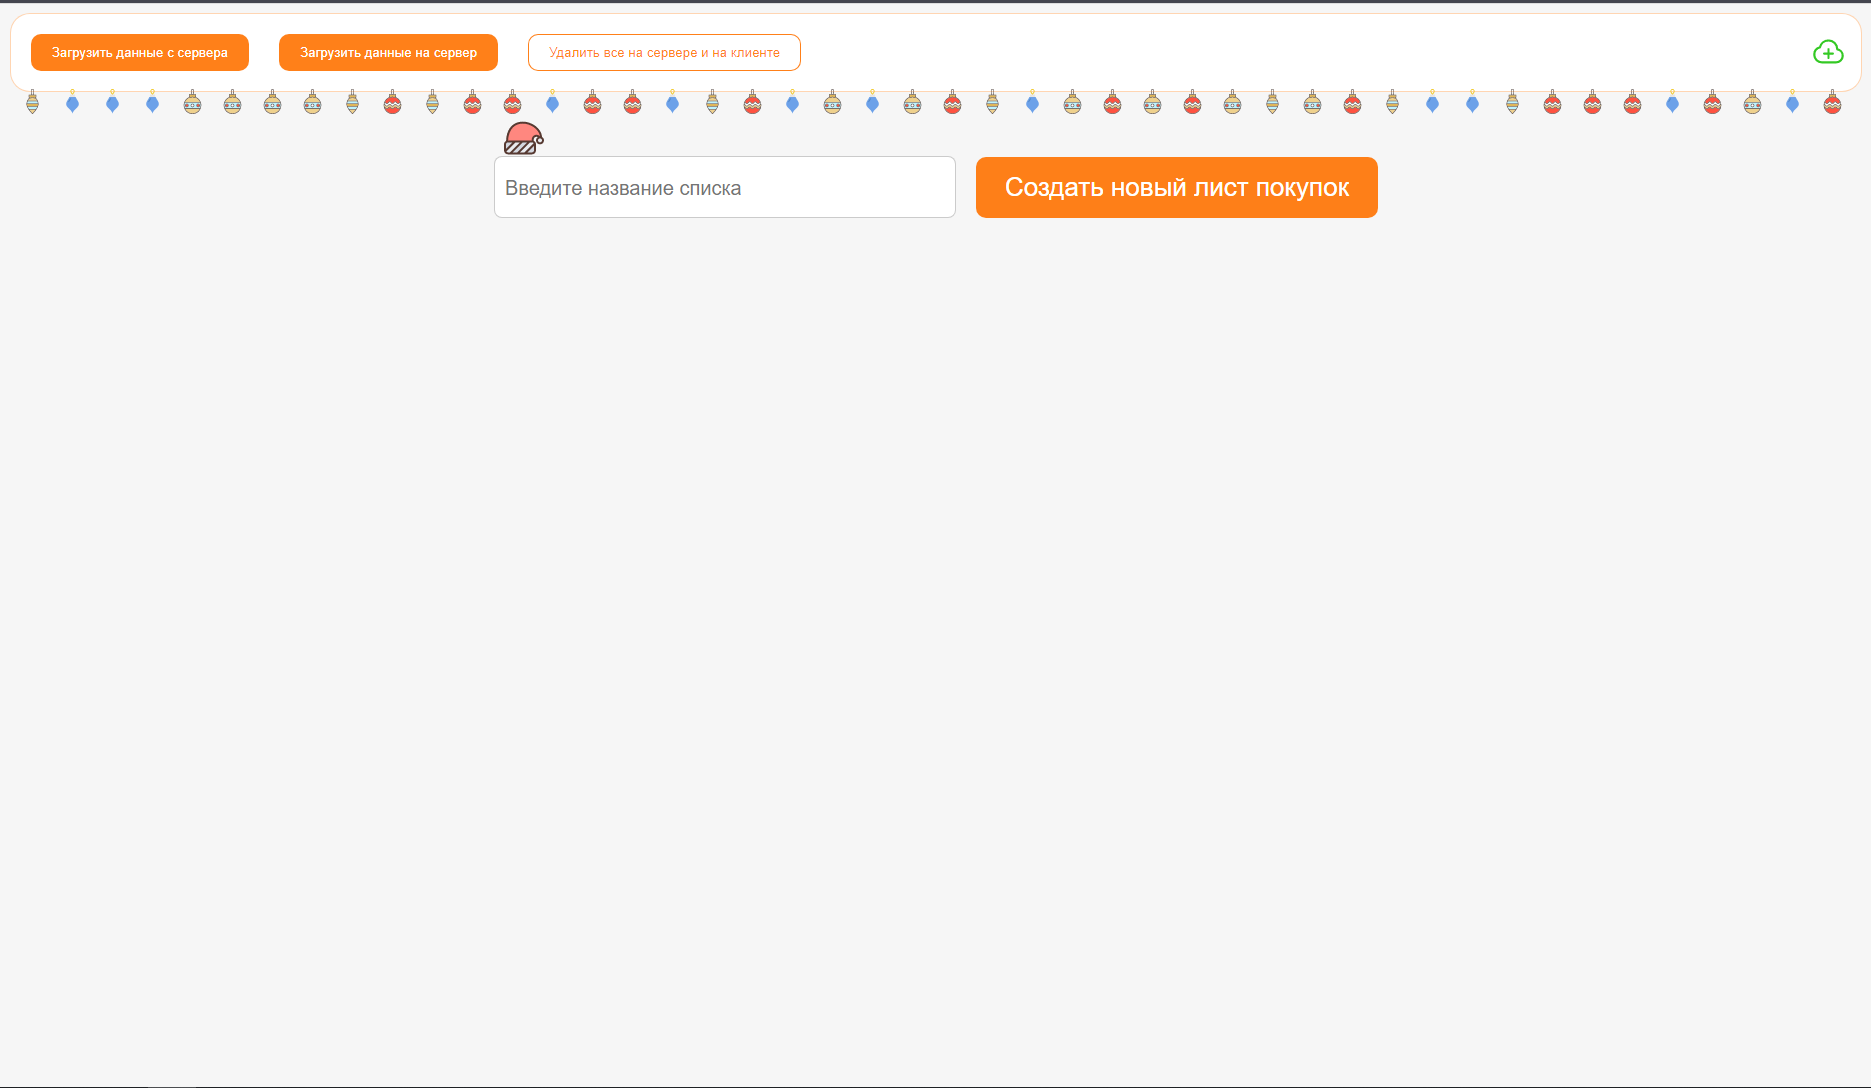 Загрузить данные с сервера
Загрузить данные на сервер
Удалить все на сервере и на клиенте
Введите название списка
Создать новый лист покупок